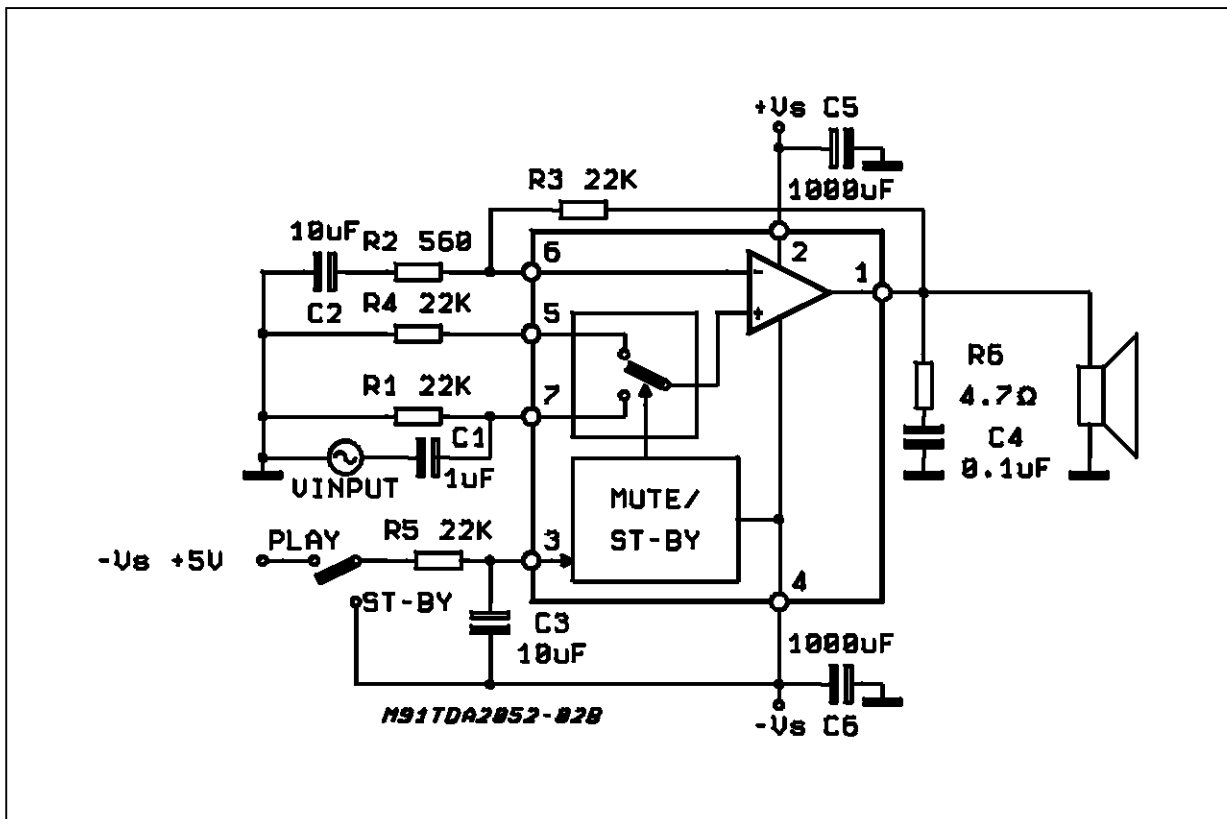 +Vs C5
1000uF
R3 22K
10uF
R2 560
C2
R4 22K
R1 22K
C1
1uF
VINPUT
6
5
7
2
1
R6
4.7Ω
C4
0.1uF
-
+
MUTE/
ST-BY
R5 22K
3
PLAY
-Vs +5V
ST-BY
4
C3
10uF
1000uF
-Vs C6
M91TDA2052-02B